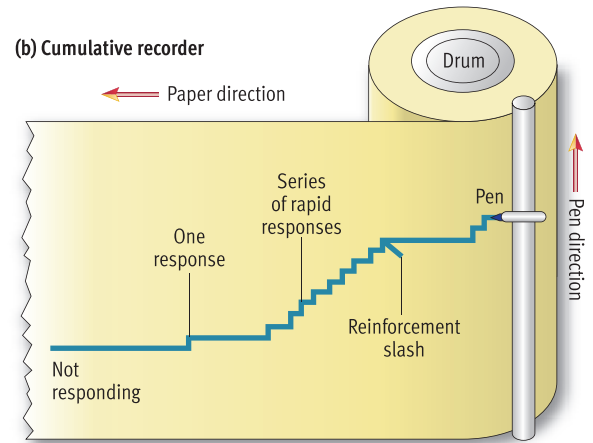 (b) Cumulative recorder
Drum
Paper direction
Series
of rapid
responses
Pen
One
response
Pen direction
Reinforcement
slash
Not
responding